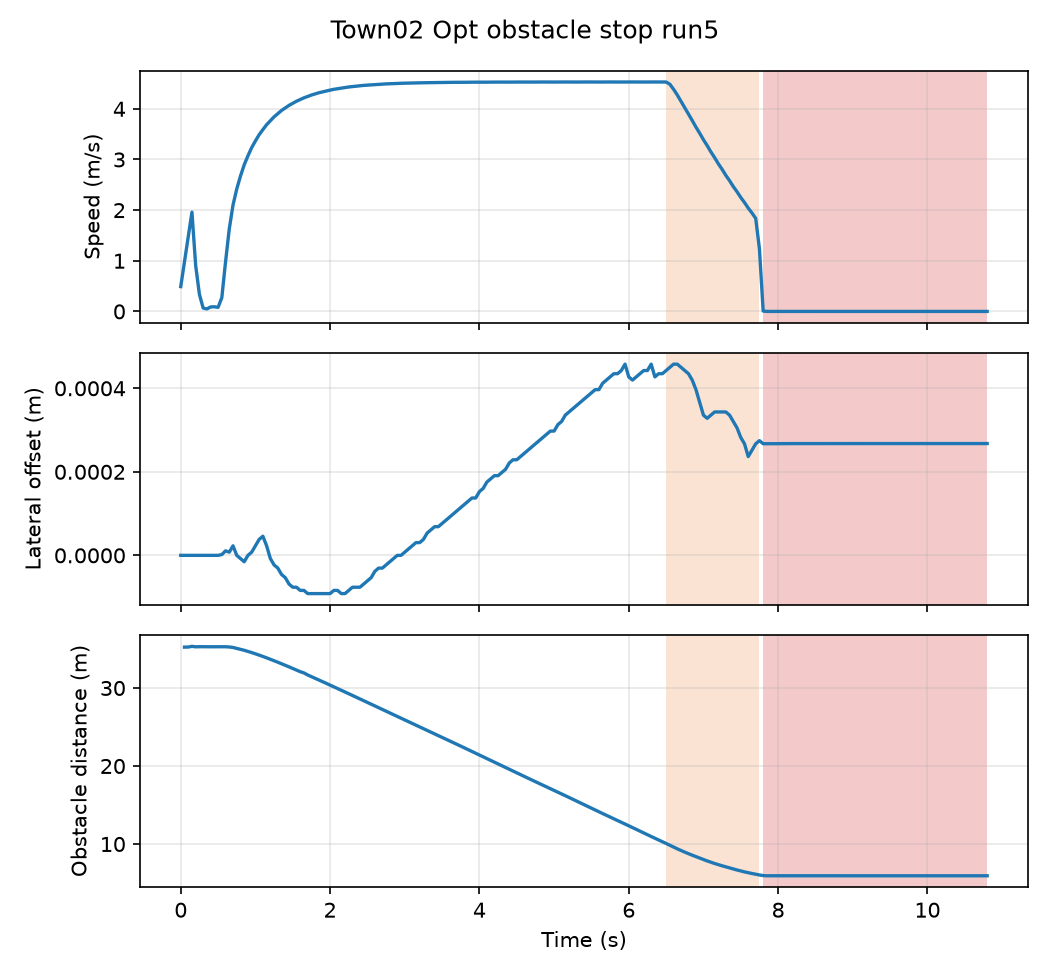 Town02 Opt obstacle stop run5
Speed (m/s)
4
3
2
1
0
Lateral offset (m)
0.0004
0.0002
0.0000
Obstacle distance (m)
30
20
10
0 2 4 6 8 10
Time (s)